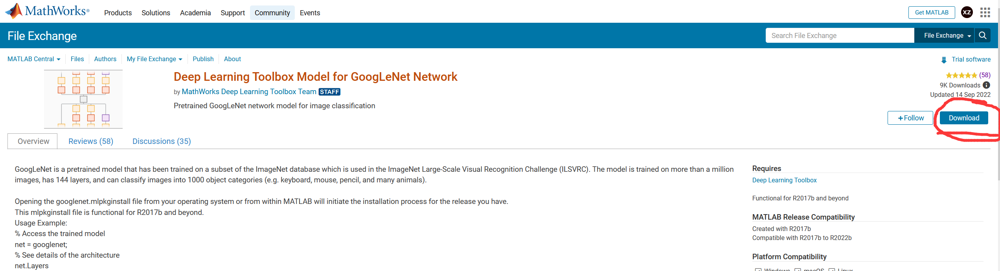 MathWorks®
Products Solutions Academia Support Community Events
Get MATLAB XZ
File Exchange
Search File Exchange File Exchange
MATLAB Central Files Authors My File Exchange Publish About
Trial software
Deep Learning Toolbox Model for GoogLeNet Network
(58)
by MathWorks Deep Learning Toolbox Team STAFF
9K Downloads
Updated 14 Sep 2022
Pretrained GoogLeNet network model for image classification
+Follow Download
Overview Reviews (58) Discussions (35)
GoogLeNet is a pretrained model that has been trained on a subset of the ImageNet database which is used in the ImageNet Large-Scale Visual Recognition Challenge (ILSVRC). The model is trained on more than a million
images, has 144 layers, and can classify images into 1000 object categories (e.g. keyboard, mouse, pencil, and many animals).
Opening the googlenet.mlpkginstall file from your operating system or from within MATLAB will initiate the installation process for the release you have.
This mlpkginstall file is functional for R2017b and beyond.
Usage Example:
% Access the trained model
net = googlenet;
% See details of the architecture
net.Layers
Requires
Deep Learning Toolbox
Functional for R2017b and beyond
MATLAB Release Compatibility
Created with R2017b
Compatible with R2017b to R2022b
Platform Compatibility
Windows macOS Linux